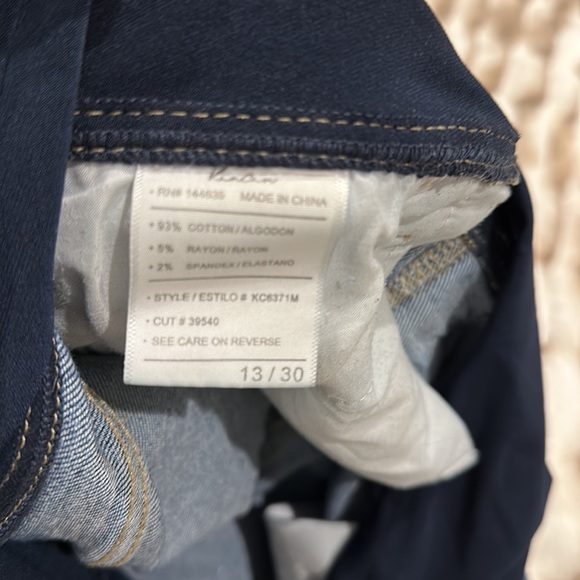 KanCan
• RN# 144635 MADE IN CHINA
• 93% COTTON / ALGODON
• 5% RAYON / RAYON
• 2% SPANDEX / ELASTANO
• STYLE / ESTILO # KC6371M
• CUT # 39540
• SEE CARE ON REVERSE
13 / 30